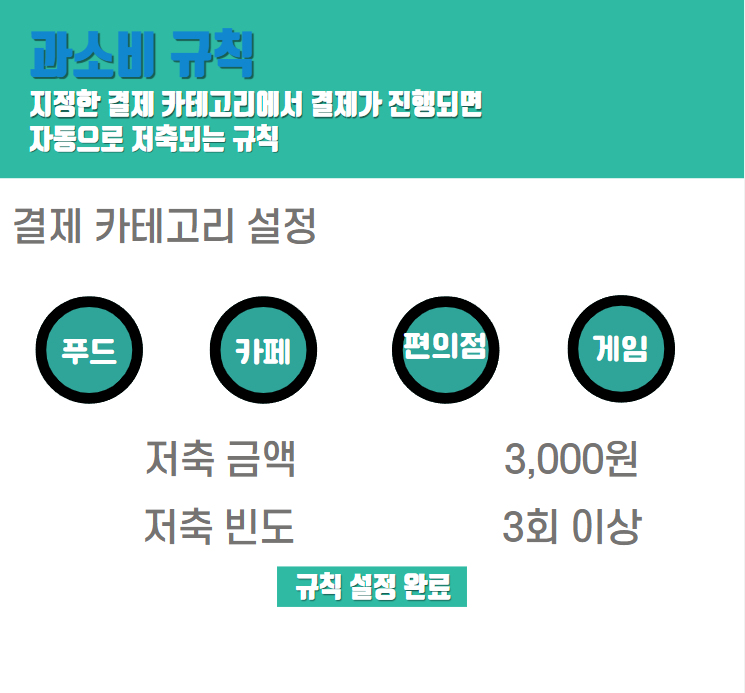 과소비 규칙
지정한 결제 카테고리에서 결제가 진행되면
자동으로 저축되는 규칙
결제 카테고리 설정
푸드 카페 편의점 게임
저축 금액 3,000원
저축 빈도 3회 이상
규칙 설정 완료